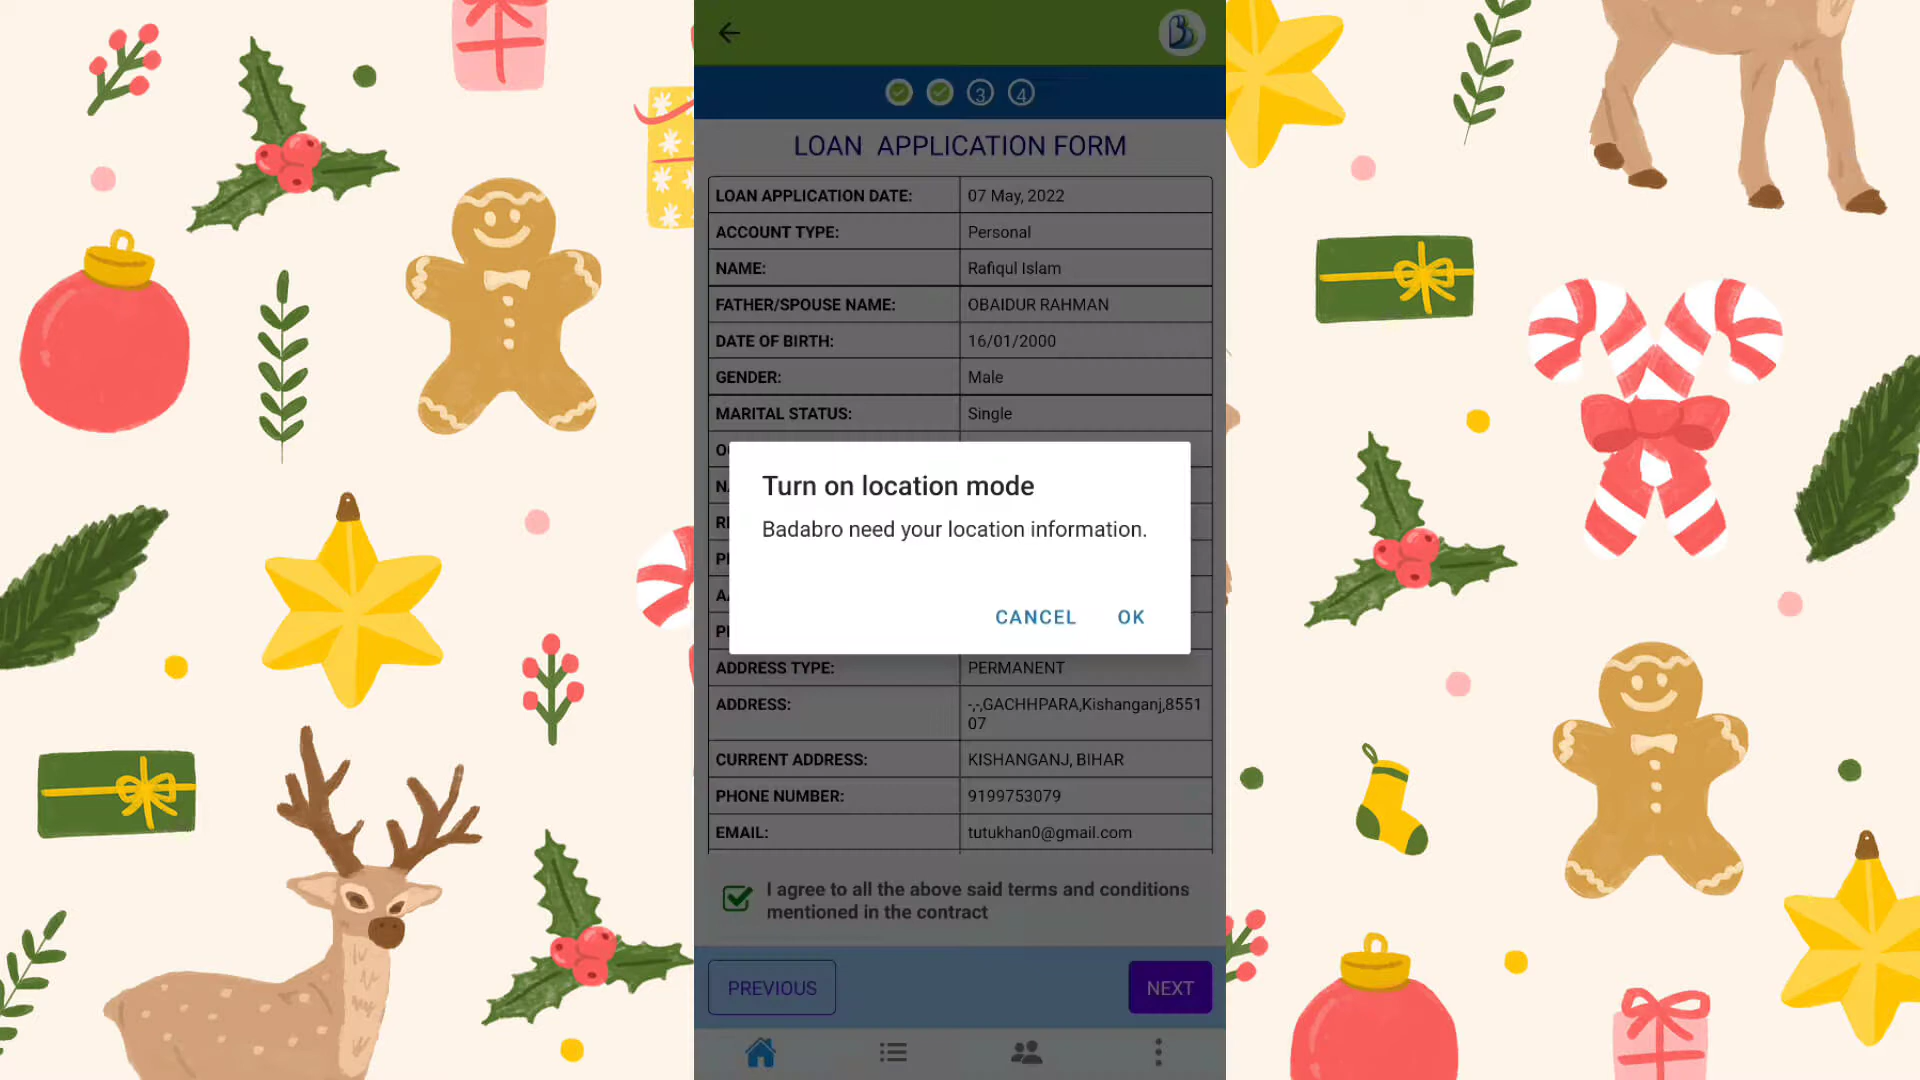 3 4
LOAN APPLICATION FORM
LOAN APPLICATION DATE: 07 May, 2022
ACCOUNT TYPE: Personal
NAME: Rafiqul Islam
FATHER/SPOUSE NAME: OBAIDUR RAHMAN
DATE OF BIRTH: 16/01/2000
GENDER: Male
MARITAL STATUS: Single
Turn on location mode
Badabro need your location information.
CANCEL OK
ADDRESS TYPE: PERMANENT
ADDRESS: -,-,GACHHPARA,Kishanganj,8551
07
CURRENT ADDRESS: KISHANGANJ, BIHAR
PHONE NUMBER: 9199753079
EMAIL: tutukhan0@gmail.com
I agree to all the above said terms and conditions
mentioned in the contract
PREVIOUS NEXT